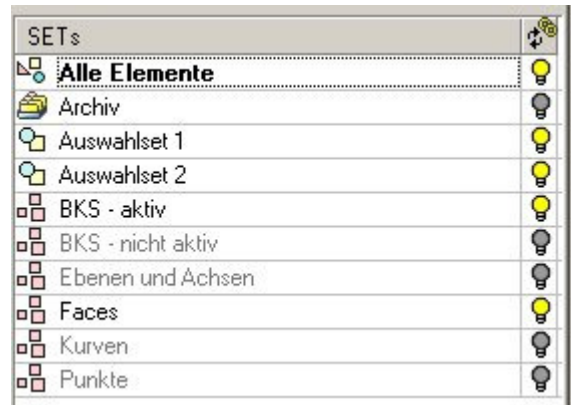 SETs
Alle Elemente
Archiv
Auswahlset 1
Auswahlset 2
BKS - aktiv
BKS - nicht aktiv
Ebenen und Achsen
Faces
Kurven
Punkte